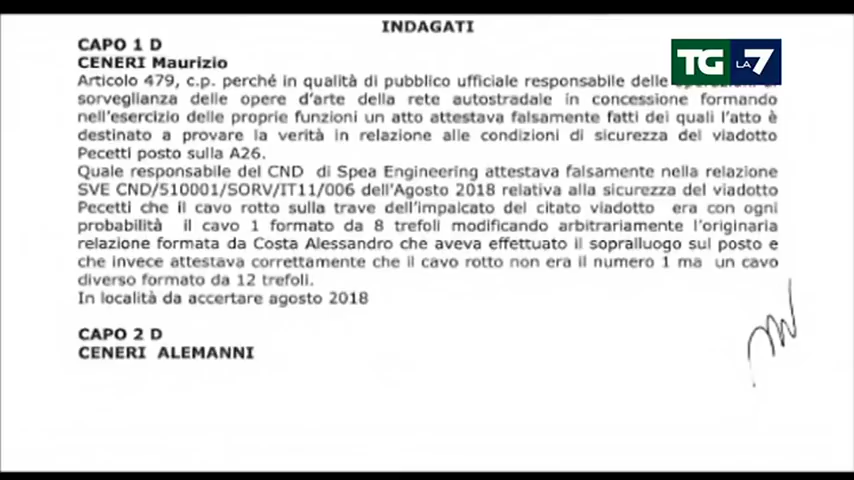 INDAGATI
TG LA 7
CAPO 1 D
CENERI Maurizio
Articolo 479, c.p. perché in qualità di pubblico ufficiale responsabile delle operazioni di
sorveglianza delle opere d'arte della rete autostradale in concessione formando
nell'esercizio delle proprie funzioni un atto attestava falsamente fatti dei quali l'atto è
destinato a provare la verità in relazione alle condizioni di sicurezza del viadotto
Pecetti posto sulla A26.
Quale responsabile del CND di Spea Engineering attestava falsamente nella relazione
SVE CND/510001/SORV/IT11/006 dell'Agosto 2018 relativa alla sicurezza del viadotto
Pecetti che il cavo rotto sulla trave dell'impalcato del citato viadotto era con ogni
probabilità il cavo 1 formato da 8 trefoli modificando arbitrariamente l'originaria
relazione formata da Costa Alessandro che aveva effettuato il sopralluogo sul posto e
che invece attestava correttamente che il cavo rotto non era il numero 1 ma un cavo
diverso formato da 12 trefoli.
In località da accertare agosto 2018
CAPO 2 D
CENERI ALEMANNI